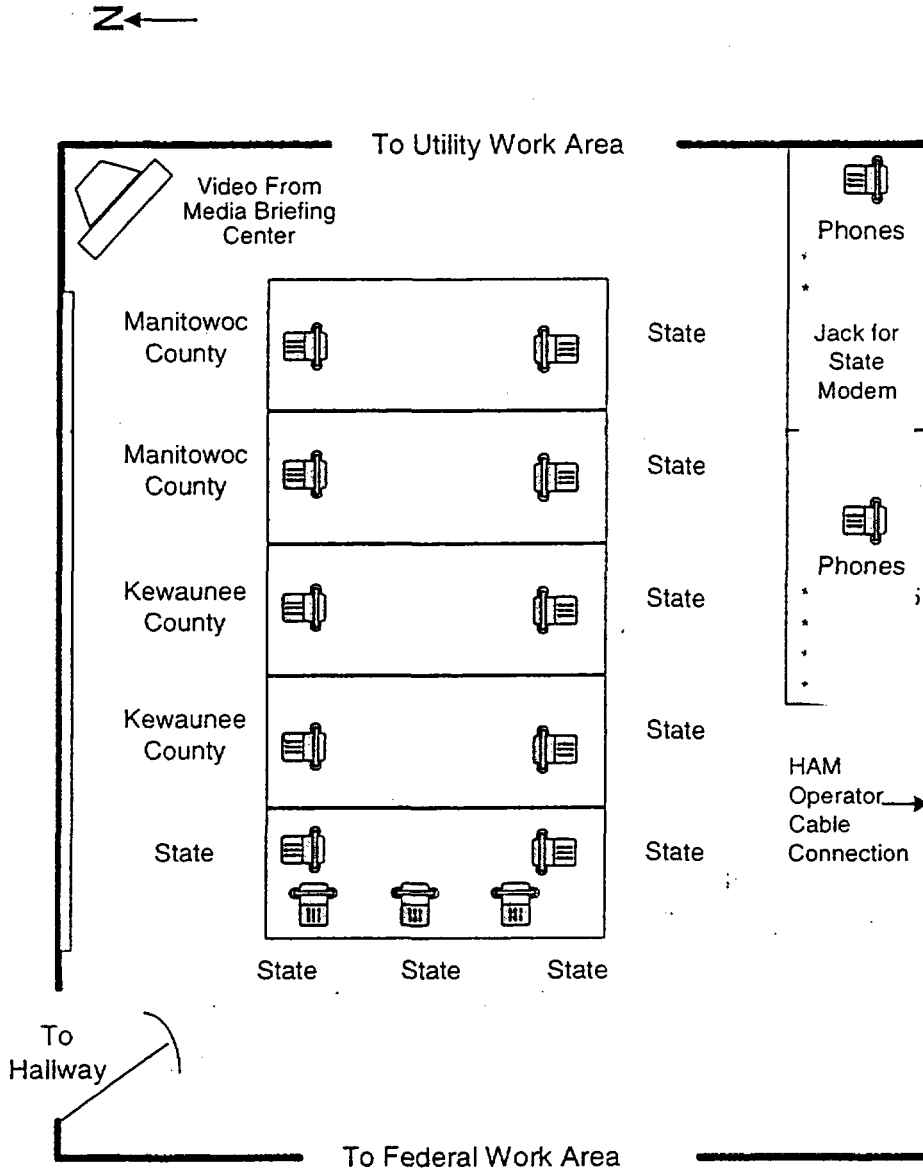 N
To Utility Work Area
Video From
Media Briefing
Center
Phones
Manitowoc
County
State
Jack for
State
Modem
Manitowoc
County
State
Phones
Kewaunee
County
State
Kewaunee
County
State
HAM
Operator
Cable
Connection
State
State
State State State
To
Hallway
To Federal Work Area